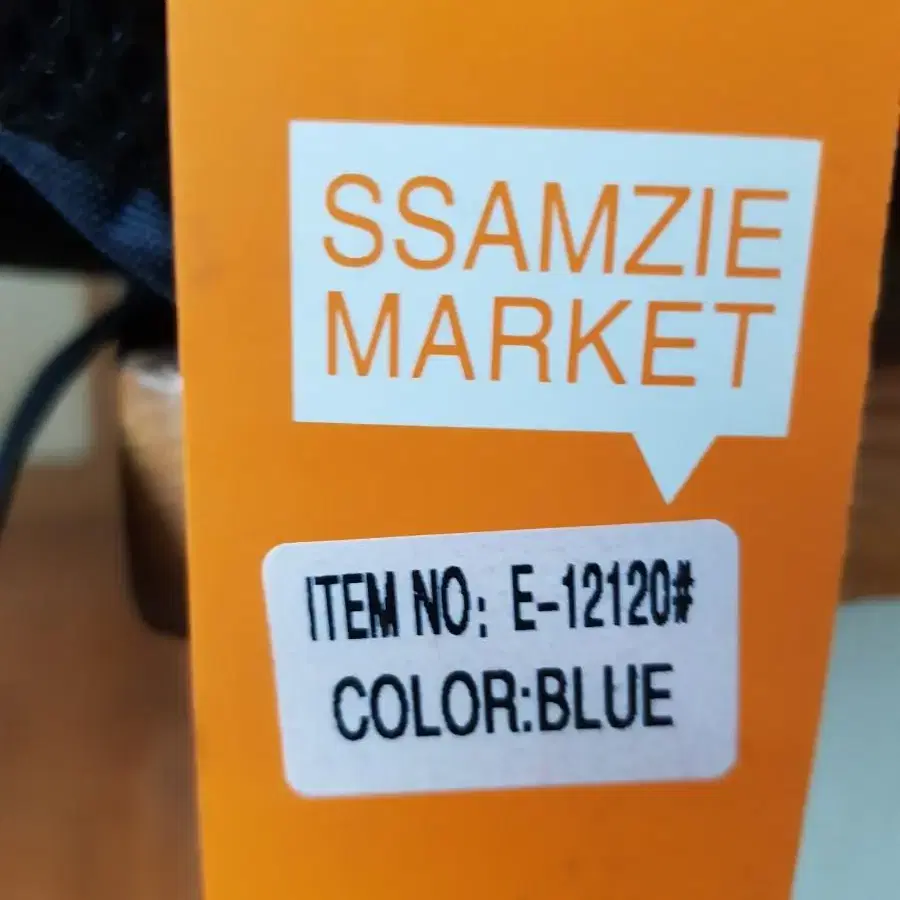 SSAMZIE
MARKET
ITEM NO: E-12120#
COLOR:BLUE